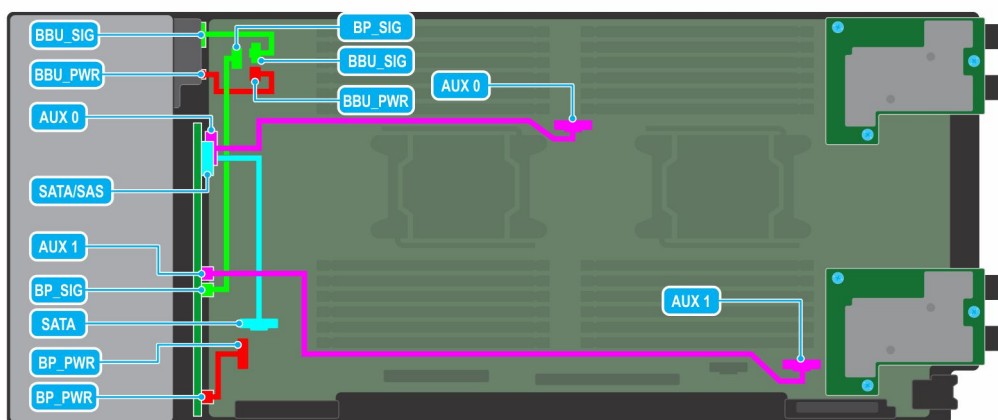 BBU_SIG
BP_SIG
BBU_SIG
BBU_PWR
BBU_PWR
AUX 0
AUX 0
SATA/SAS
AUX 1
BP_SIG
AUX 1
SATA
BP_PWR
BP_PWR